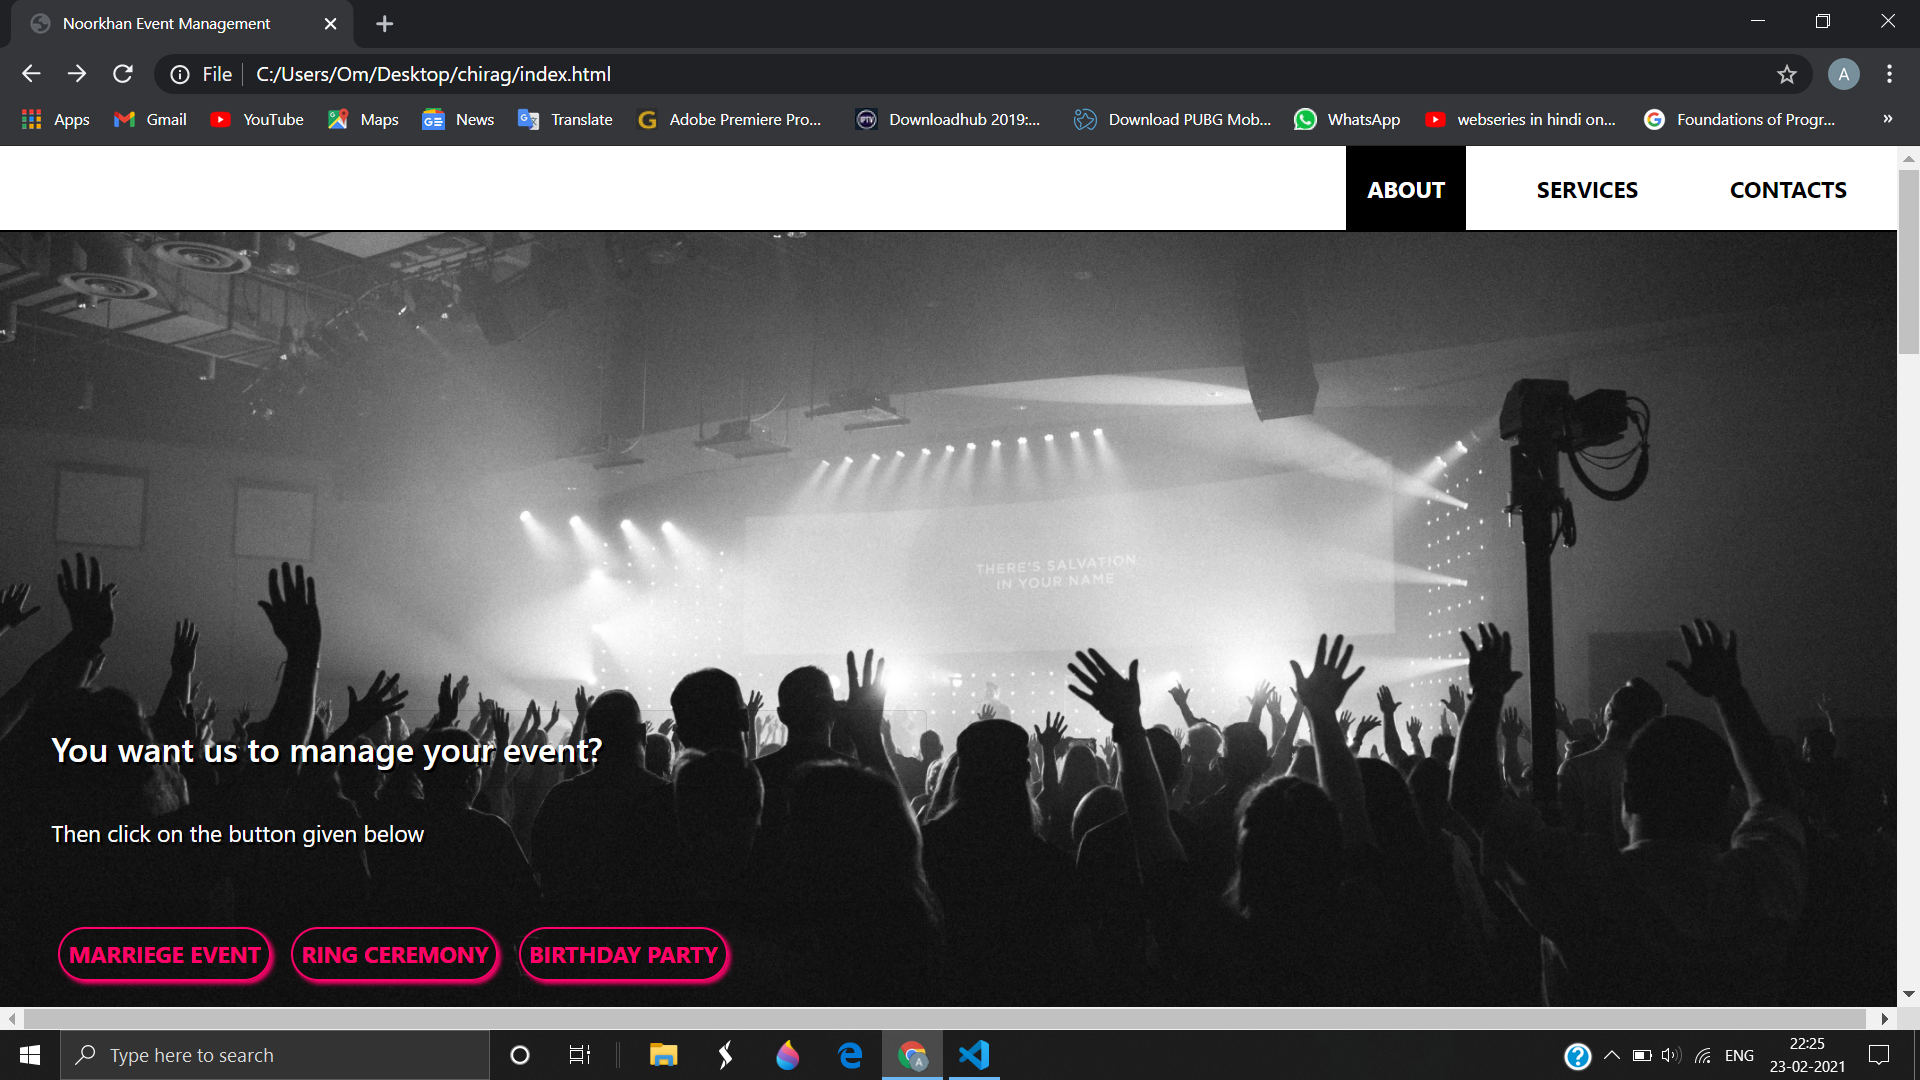 Noorkhan Event Management
File
C:/Users/Om/Desktop/chirag/index.html
A
Apps
Gmail
YouTube
Maps
News
Translate
Adobe Premiere Pro...
Downloadhub 2019:...
Download PUBG Mob...
WhatsApp
webseries in hindi on...
Foundations of Progr...
»
ABOUT
SERVICES
CONTACTS
THERE'S SALVATION
IN YOUR NAME
You want us to manage your event?
Then click on the button given below
MARRIEGE EVENT
RING CEREMONY
BIRTHDAY PARTY
Type here to search
ENG
22:25
23-02-2021